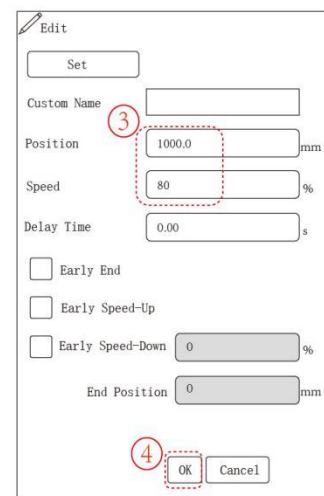 Edit
Set
Custom Name
③
Position 1000.0 mm
Speed 80 %
Delay Time 0.00 s
Early End
Early Speed-Up
Early Speed-Down 0 %
End Position 0 mm
④
OK Cancel